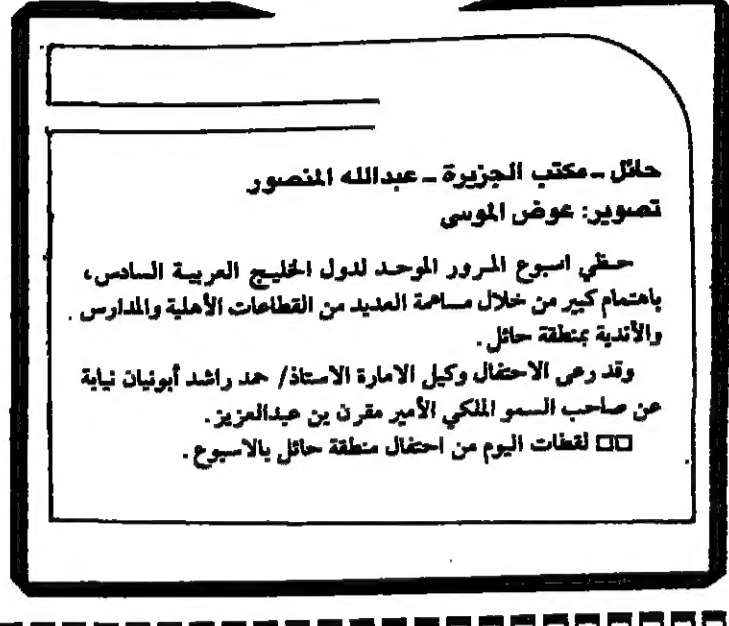 حائل ــ مكتب الجزيرة ــ عبدالله المنصور
تصوير: عوض الموسى
حظي اسبوع المرور الموحد لدول الخليج العربية السادس،
باهتمام كبير من خلال مساهمة العديد من القطاعات الأهلية والمدارس
والأندية بمنطقة حائل.
وقد رعى الاحتفال وكيل الامارة الاستاذ/ حمد راشد أبونيان نيابة
عن صاحب السمو الملكي الأمير مقرن بن عبدالعزيز.
□□ لقطات اليوم من احتفال منطقة حائل بالاسبوع.